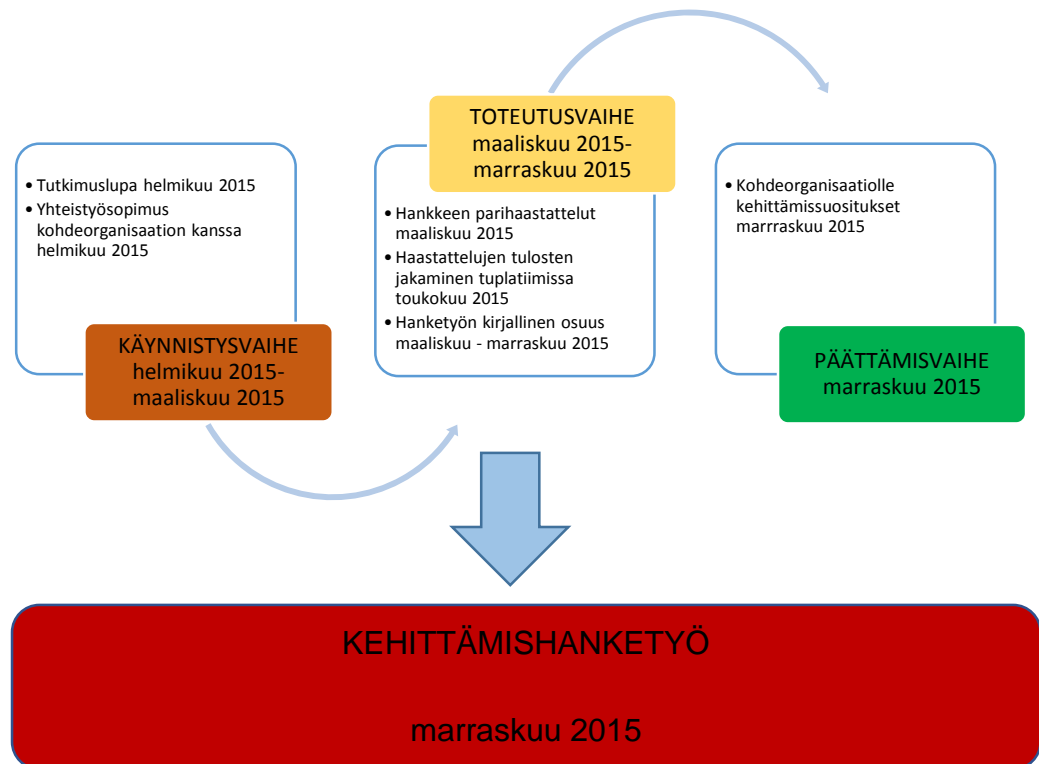 • Tutkimuslupa helmikuu 2015
• Yhteistyösopimus
kohdeorganisaation kanssa
helmikuu 2015
KÄYNNISTYSVAIHE
helmikuu 2015-
maaliskuu 2015
TOTEUTUSVAIHE
maaliskuu 2015-
marraskuu 2015
• Hankkeen parihaastattelut
maaliskuu 2015
• Haastattelujen tulosten
jakaminen tuplatiimissa
toukokuu 2015
• Hanketyön kirjallinen osuus
maaliskuu - marraskuu 2015
• Kohdeorganisaatiolle
kehittämissuositukset
marrraskuu 2015
PÄÄTTÄMISVAIHE
marraskuu 2015
KEHITTÄMISHANKETYÖ
marraskuu 2015